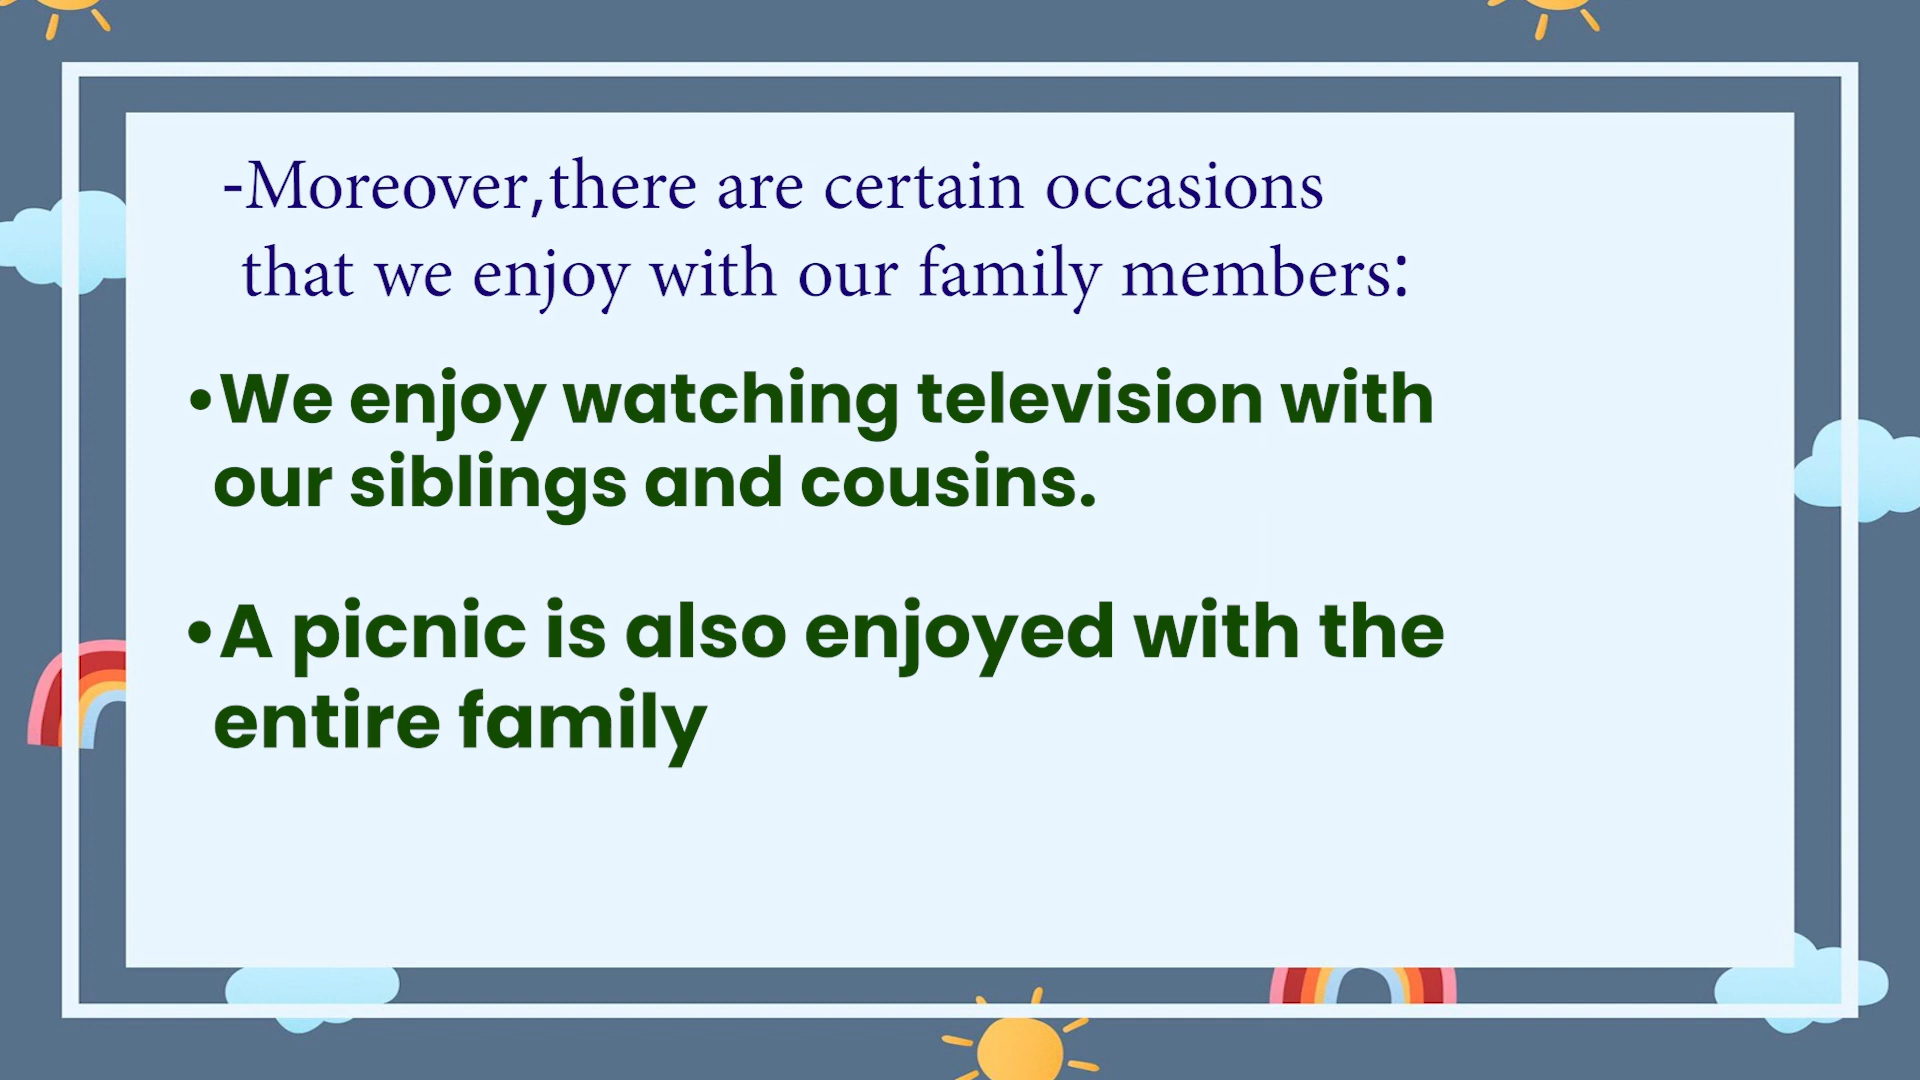 -Moreover,there are certain occasions
that we enjoy with our family members:
•We enjoy watching television with
our siblings and cousins.
•A picnic is also enjoyed with the
entire family